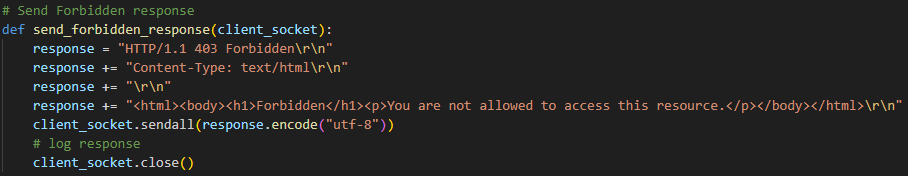 # Send Forbidden response
def send_forbidden_response(client_socket):
    response = "HTTP/1.1 403 Forbidden\r\n"
    response += "Content-Type: text/html\r\n"
    response += "\r\n"
    response += "<html><body><h1>Forbidden</h1><p>You are not allowed to access this resource.</p></body></html>\r\n"
    client_socket.sendall(response.encode("utf-8"))
    # log response
    client_socket.close()